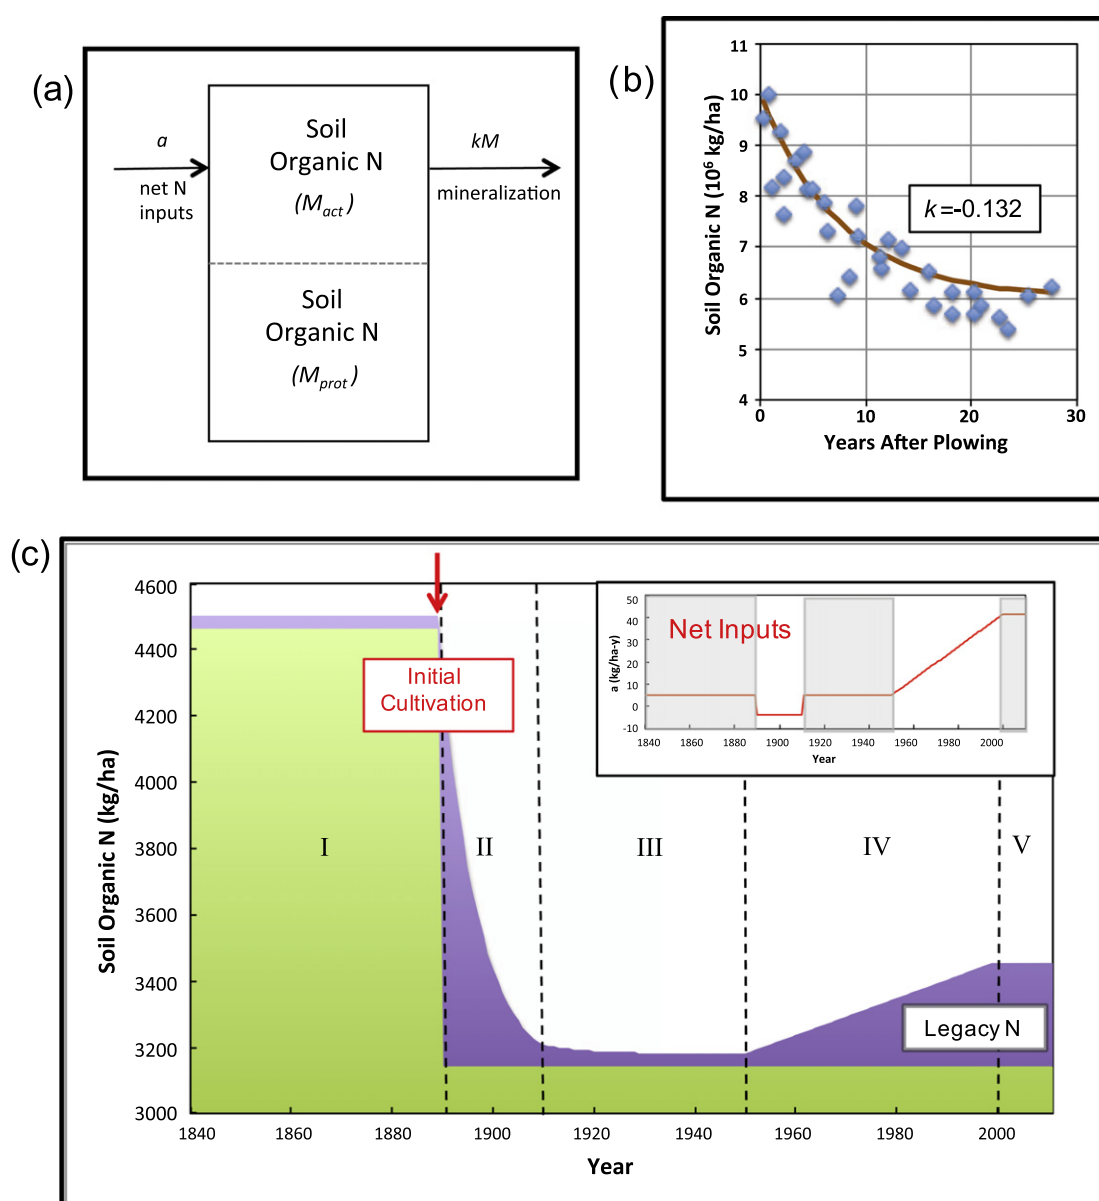 (a)
a
net N
inputs
Soil
Organic N
(Mact)
kM
mineralization
Soil
Organic N
(Mprot)
(b)
Soil Organic N (10⁶ kg/ha)
11
10
9
8
7
6
5
4
k=-0.132
0 10 20 30
Years After Plowing
(c)
Soil Organic N (kg/ha)
4600
4400
4200
4000
3800
3600
3400
3200
3000
Initial
Cultivation
I II III IV V
Legacy N
1840 1860 1880 1900 1920 1940 1960 1980 2000
Year
Net Inputs
a (kg/ha-y)
50
40
30
20
10
0
-10
1840 1860 1880 1900 1920 1940 1960 1980 2000
Year